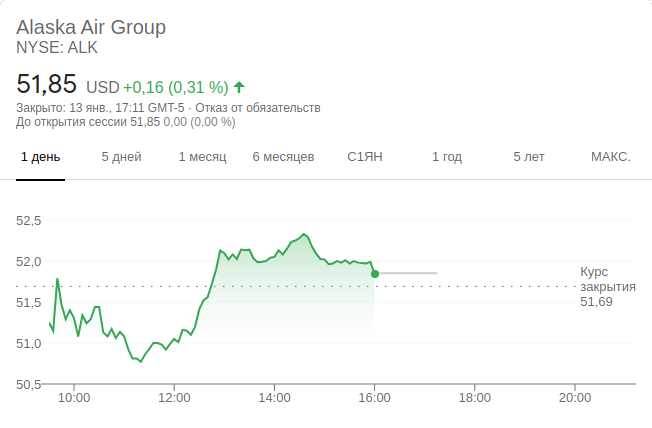 Alaska Air Group
NYSE: ALK
51,85 USD +0,16 (0,31 %)
Закрыто: 13 янв., 17:11 GMT-5 · Отказ от обязательств
До открытия сессии 51,85 0,00 (0,00 %)
1 день 5 дней 1 месяц 6 месяцев С1ЯН 1 год 5 лет МАКС.
52,5
52,0
51,5
51,0
50,5
Курс
закрытия
51,69
10:00 12:00 14:00 16:00 18:00 20:00